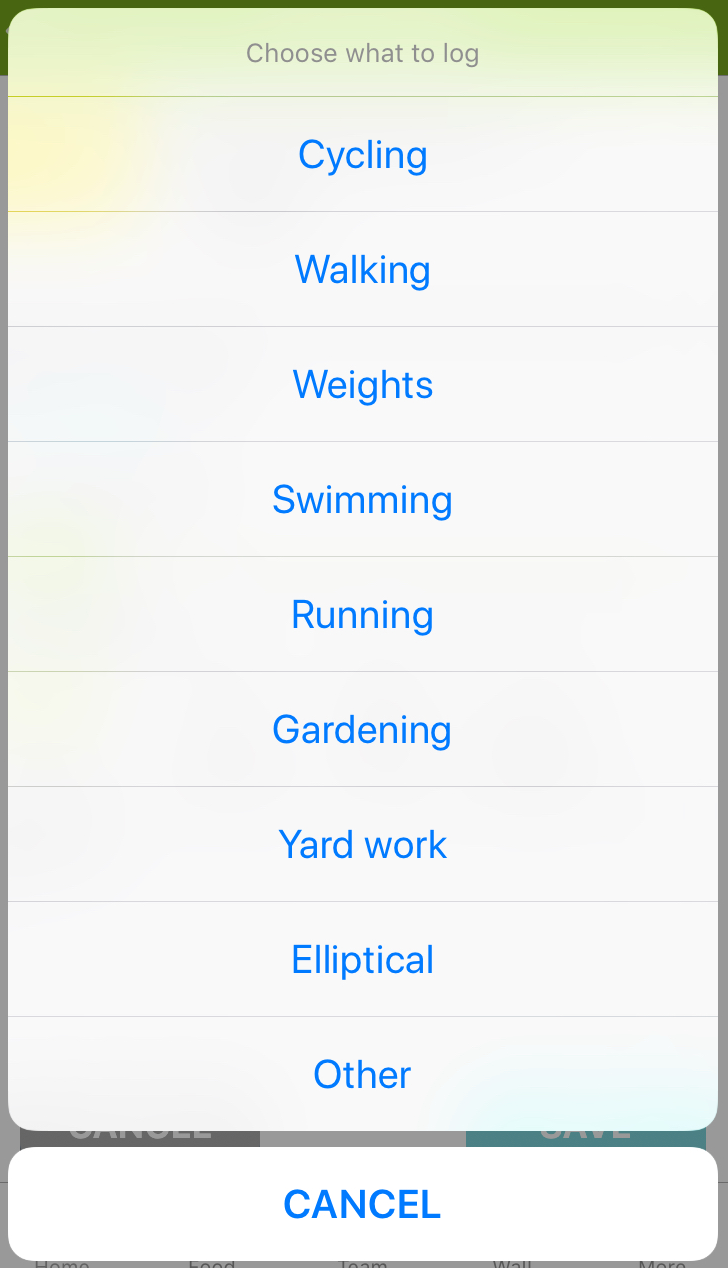 Choose what to log
Cycling
Walking
Weights
Swimming
Running
Gardening
Yard work
Elliptical
Other
CANCEL SAVE
CANCEL
Home Food Team Wall More